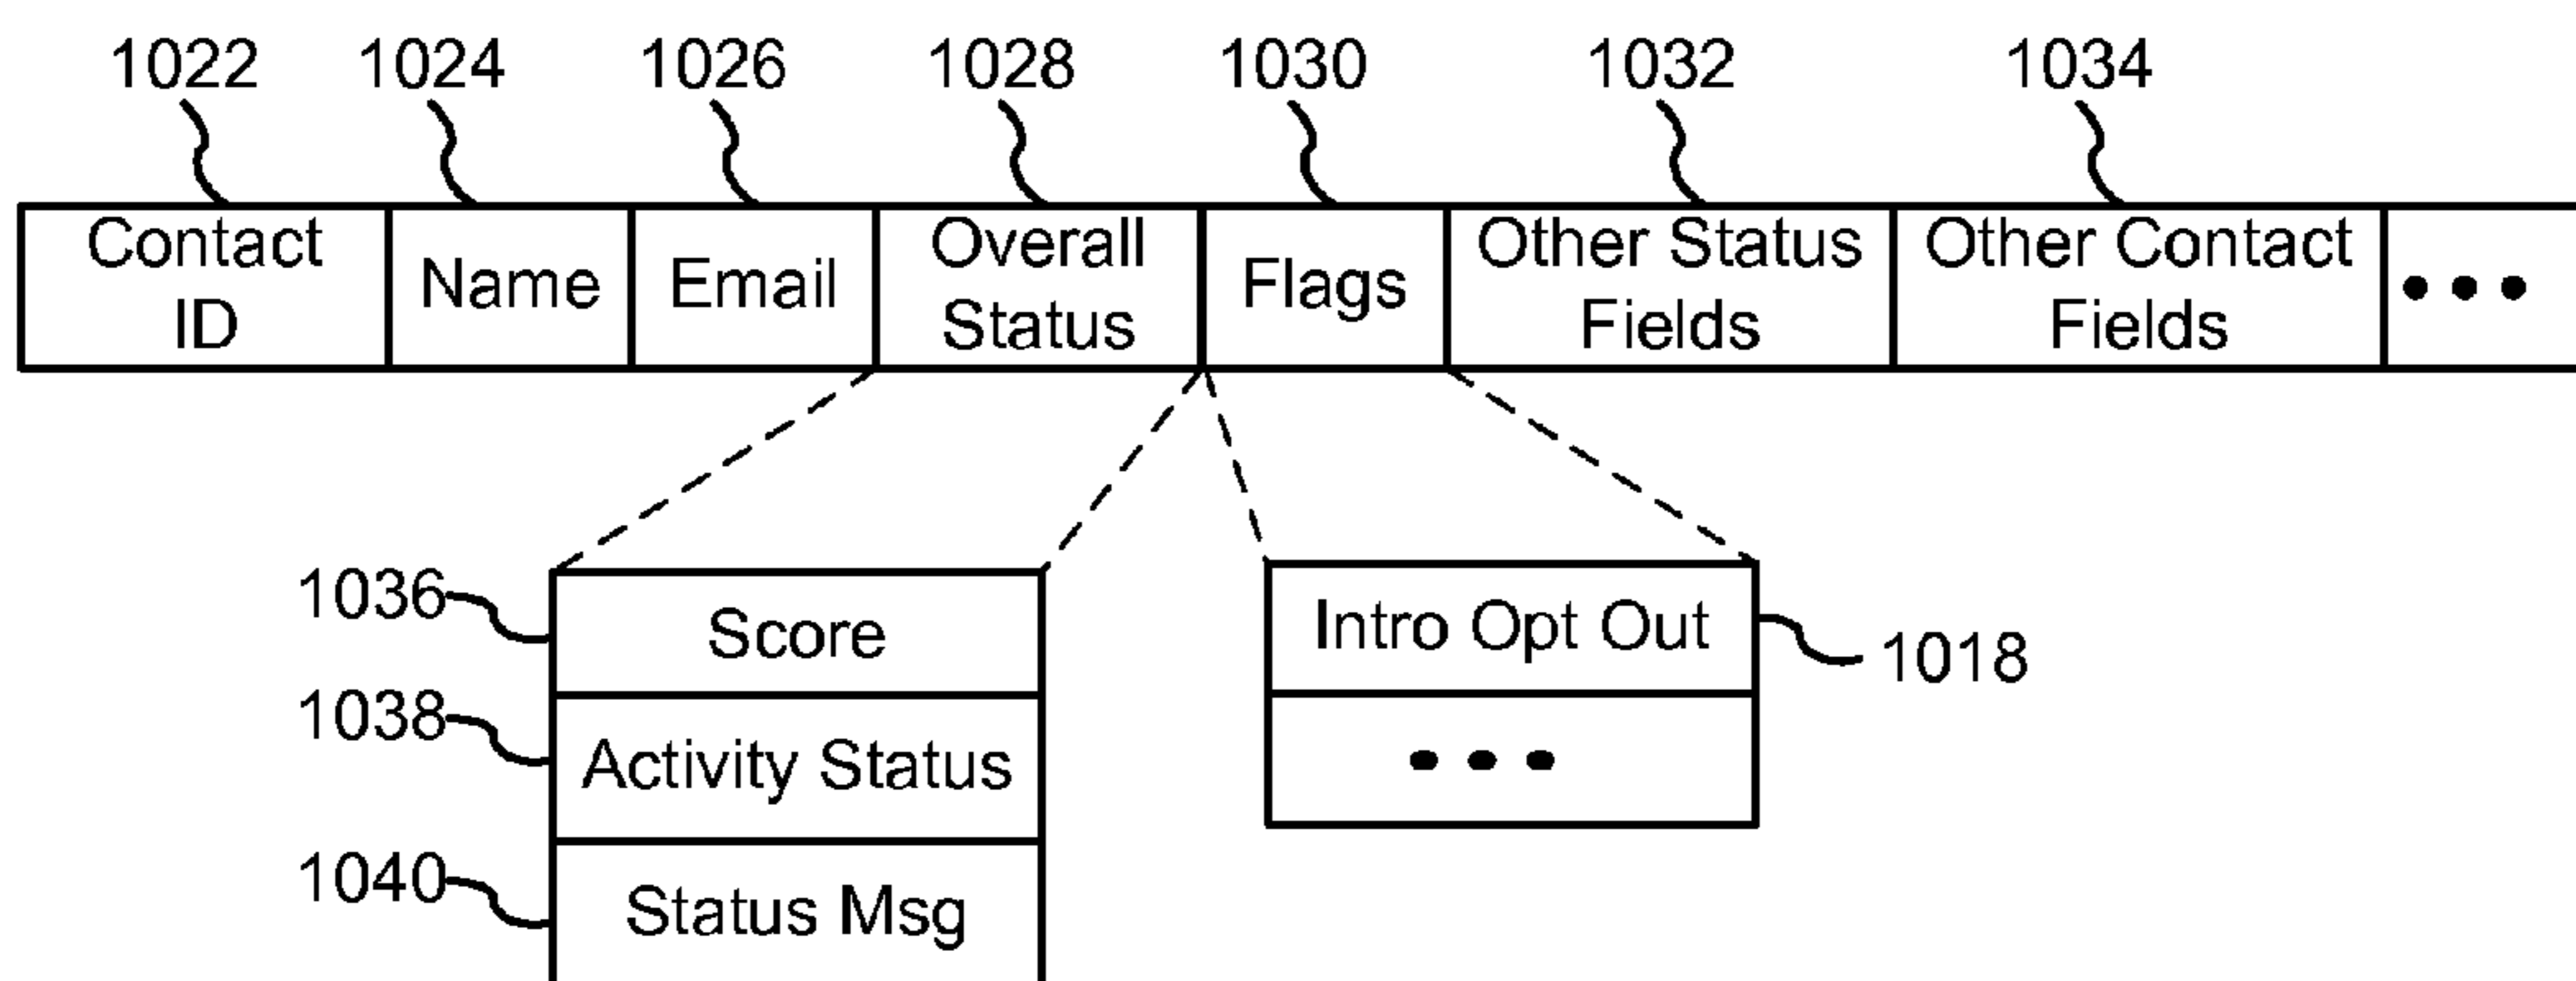 1022 1024 1026 1028 1030 1032 1034
Contact ID Name Email Overall Status Flags Other Status Fields Other Contact Fields •••
1036 Score
Intro Opt Out 1018
1038 Activity Status
•••
1040 Status Msg